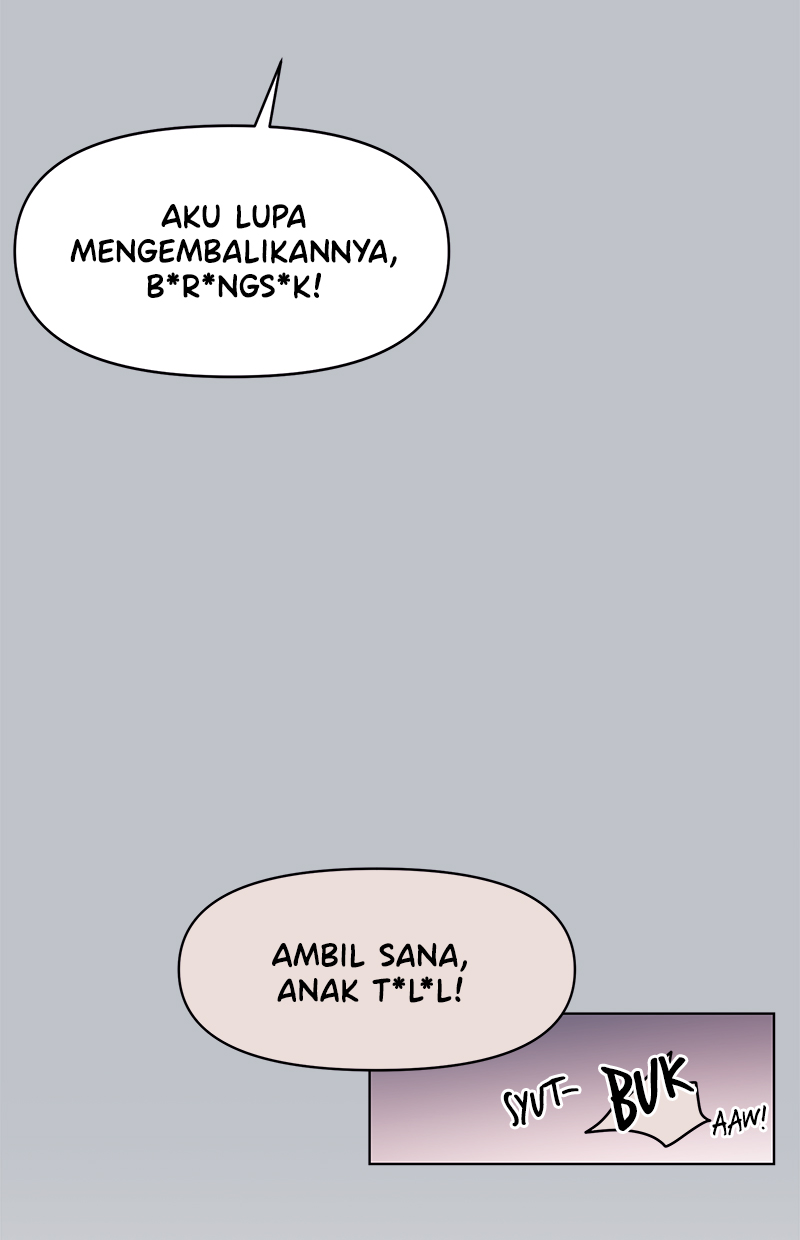 AKU LUPA
MENGEMBALIKANNYA,
B*R*NGS*K!
AMBIL SANA,
ANAK T*L*L!
SYUT-
BUK
AAW!